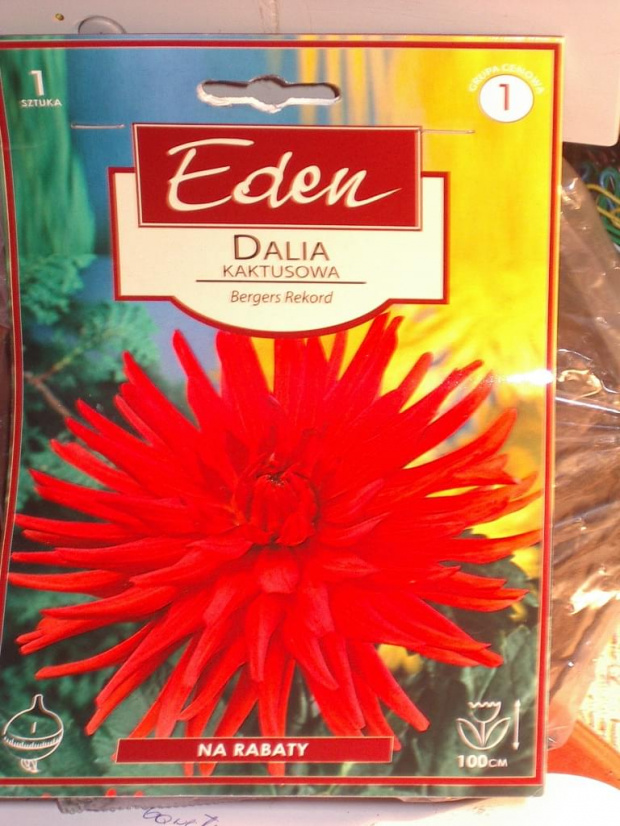 1
SZTUKA
GRUPA CENOWA
1
Eden
DALIA
KAKTUSOWA
Bergers Rekord
NA RABATY
I
100CM